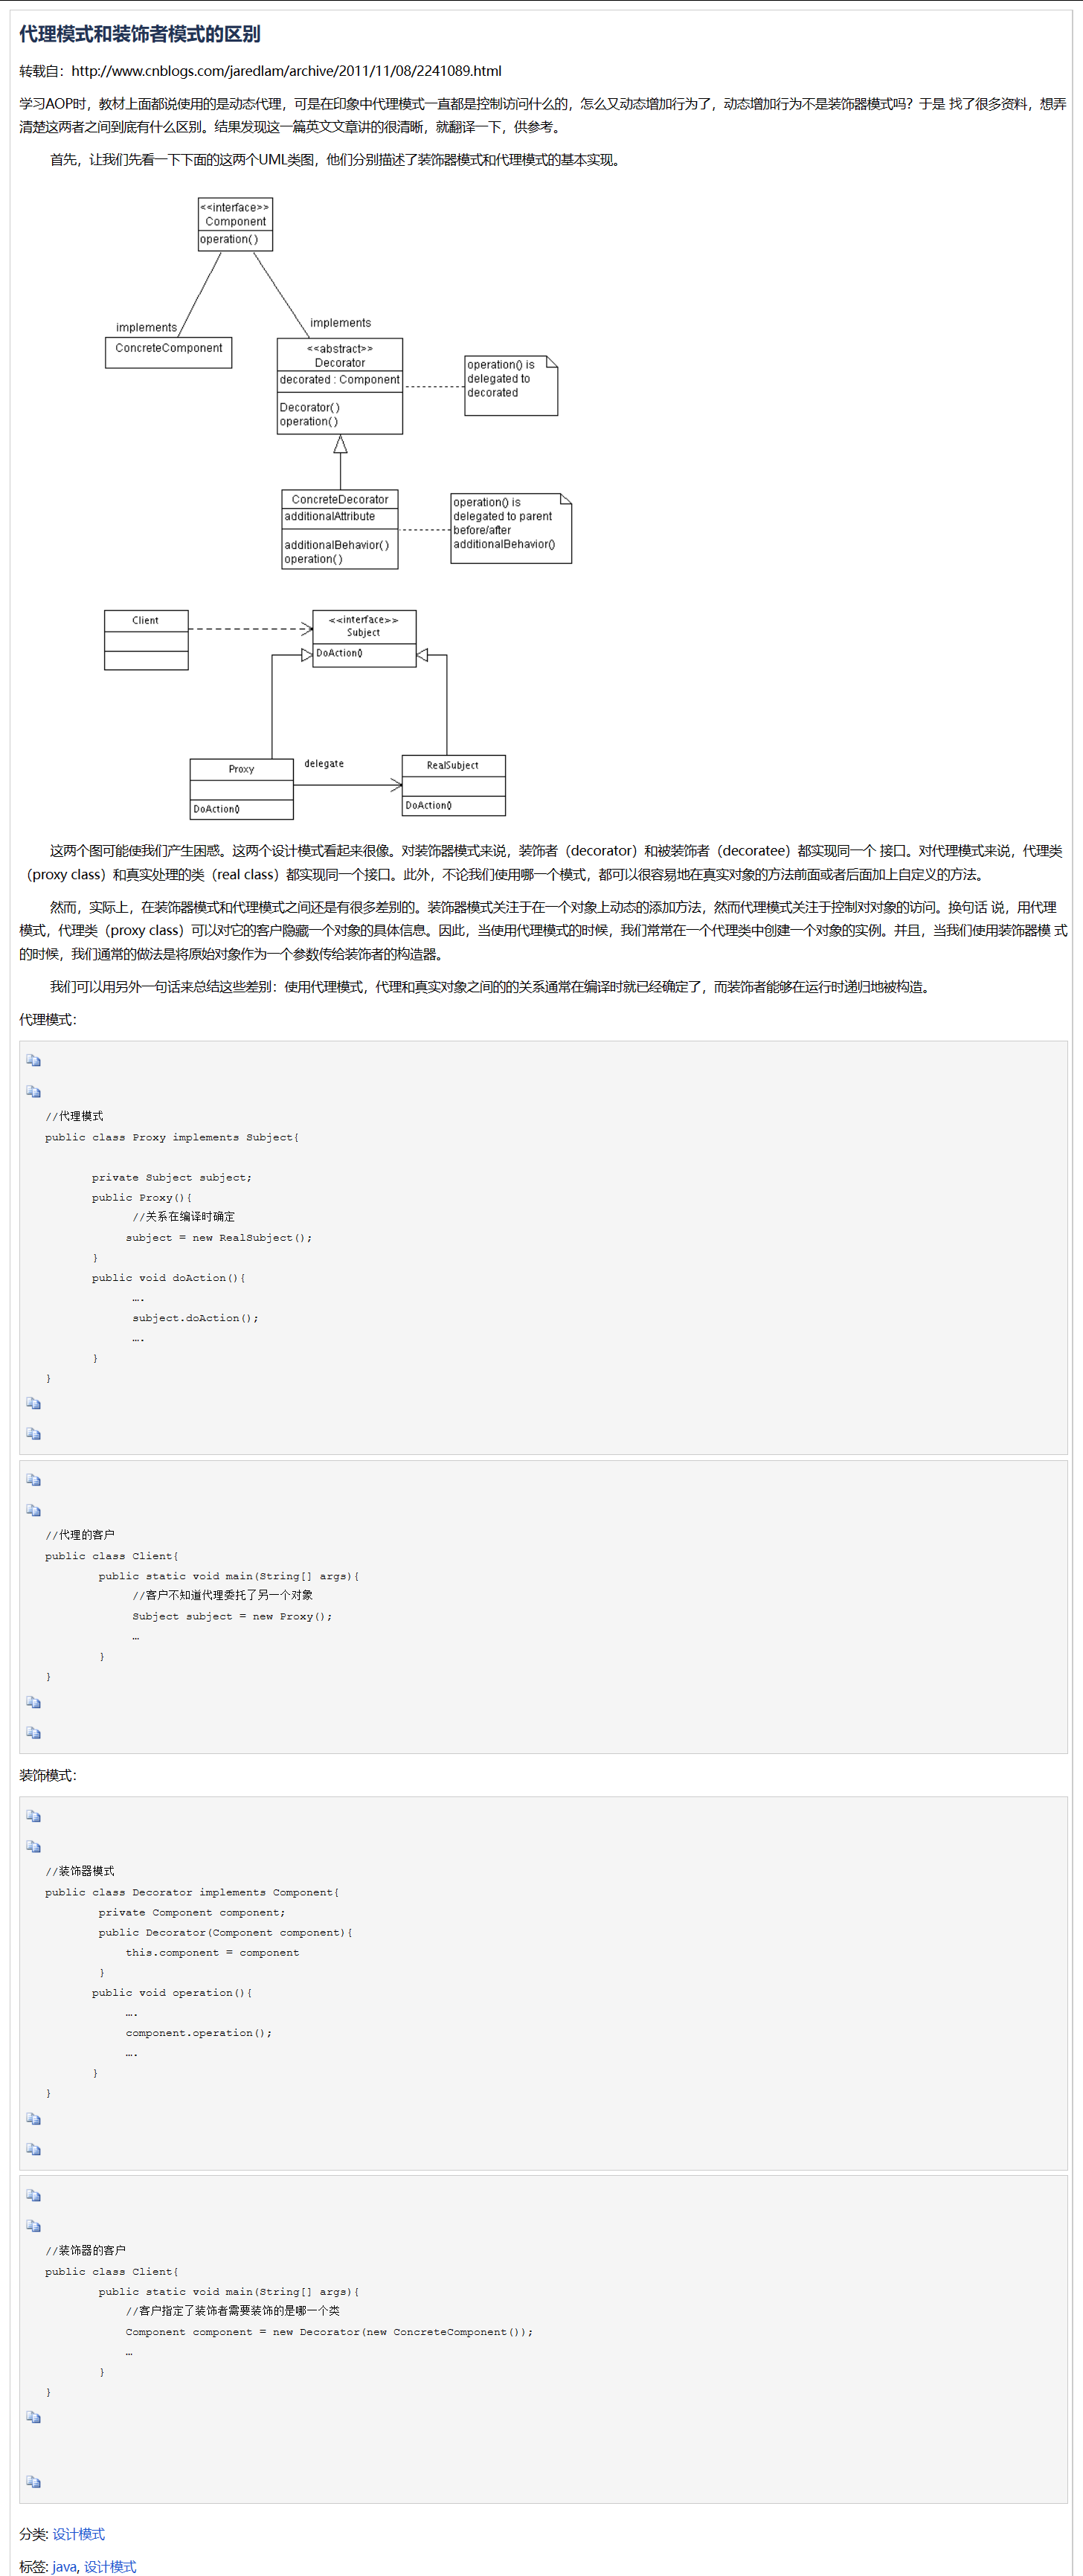 代理模式和装饰者模式的区别
转载自：http://www.cnblogs.com/jaredlam/archive/2011/11/08/2241089.html
学习AOP时，教材上面都说使用的是动态代理，可是在印象中代理模式一直都是控制访问什么的，怎么又动态增加行为了，动态增加行为不是装饰器模式吗？于是 找了很多资料，想弄
清楚这两者之间到底有什么区别。结果发现这一篇英文文章讲的很清晰，就翻译一下，供参考。
首先，让我们先看一下下面的这两个UML类图，他们分别描述了装饰器模式和代理模式的基本实现。
<<interface>>
Component
operation( )
implements
implements
ConcreteComponent
<<abstract>>
Decorator
decorated : Component
Decorator( )
operation( )
operation() is
delegated to
decorated
ConcreteDecorator
additionalAttribute
additionalBehavior( )
operation( )
operation() is
delegated to parent
before/after
additionalBehavior()
Client
<<interface>>
Subject
DoAction()
Proxy
DoAction()
delegate
RealSubject
DoAction()
这两个图可能使我们产生困惑。这两个设计模式看起来很像。对装饰器模式来说，装饰者（decorator）和被装饰者（decoratee）都实现同一个 接口。对代理模式来说，代理类
（proxy class）和真实处理的类（real class）都实现同一个接口。此外，不论我们使用哪一个模式，都可以很容易地在真实对象的方法前面或者后面加上自定义的方法。
然而，实际上，在装饰器模式和代理模式之间还是有很多差别的。装饰器模式关注于在一个对象上动态的添加方法，然而代理模式关注于控制对对象的访问。换句话 说，用代理
模式，代理类（proxy class）可以对它的客户隐藏一个对象的具体信息。因此，当使用代理模式的时候，我们常常在一个代理类中创建一个对象的实例。并且，当我们使用装饰器模 式
的时候，我们通常的做法是将原始对象作为一个参数传给装饰者的构造器。
我们可以用另外一句话来总结这些差别：使用代理模式，代理和真实对象之间的的关系通常在编译时就已经确定了，而装饰者能够在运行时递归地被构造。
代理模式：
//代理模式
public class Proxy implements Subject{
private Subject subject;
public Proxy(){
//关系在编译时确定
subject = new RealSubject();
}
public void doAction(){
….
subject.doAction();
….
}
}
//代理的客户
public class Client{
public static void main(String[] args){
//客户不知道代理委托了另一个对象
Subject subject = new Proxy();
…
}
}
装饰模式：
//装饰器模式
public class Decorator implements Component{
private Component component;
public Decorator(Component component){
this.component = component
}
public void operation(){
….
component.operation();
….
}
}
//装饰器的客户
public class Client{
public static void main(String[] args){
//客户指定了装饰者需要装饰的是哪一个类
Component component = new Decorator(new ConcreteComponent());
…
}
}
分类: 设计模式
标签: java, 设计模式